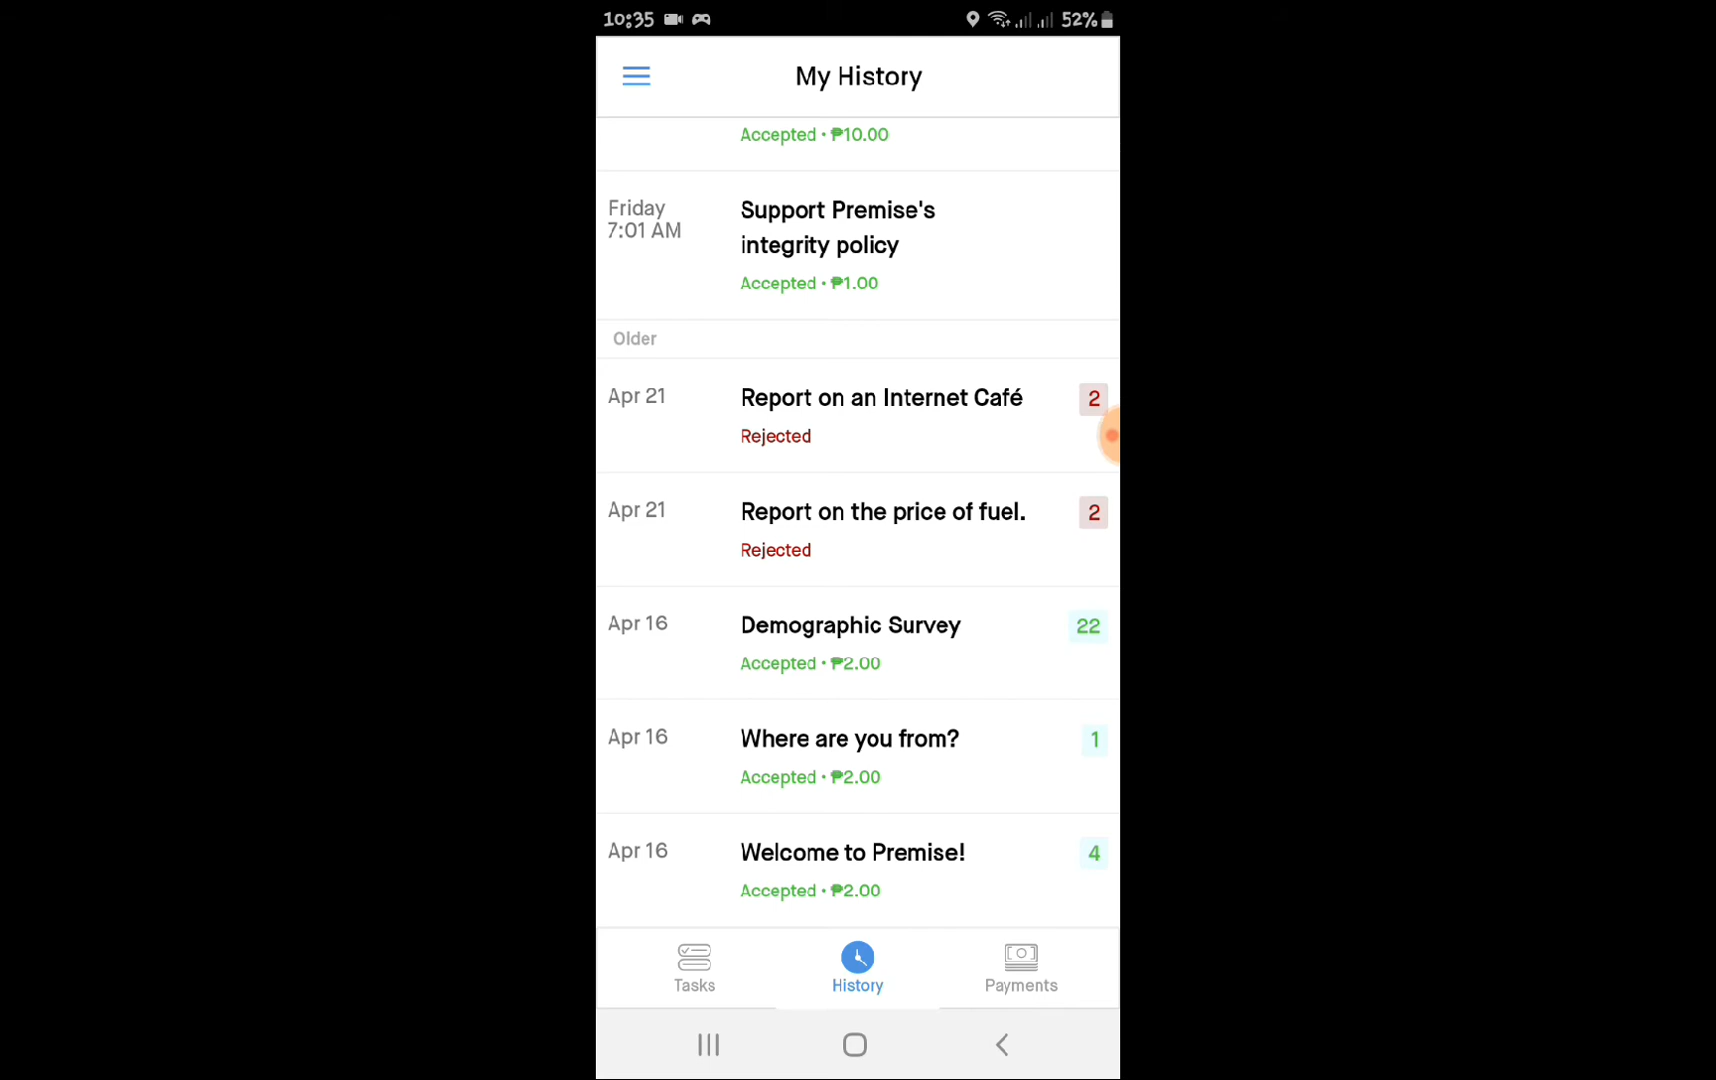 10:35 52%
My History
Accepted • ₱10.00
Friday
7:01 AM
Support Premise's
integrity policy
Accepted • ₱1.00
Older
Apr 21
Report on an Internet Café
2
Rejected
Apr 21
Report on the price of fuel.
2
Rejected
Apr 16
Demographic Survey
22
Accepted • ₱2.00
Apr 16
Where are you from?
1
Accepted • ₱2.00
Apr 16
Welcome to Premise!
4
Accepted • ₱2.00
Tasks
History
Payments